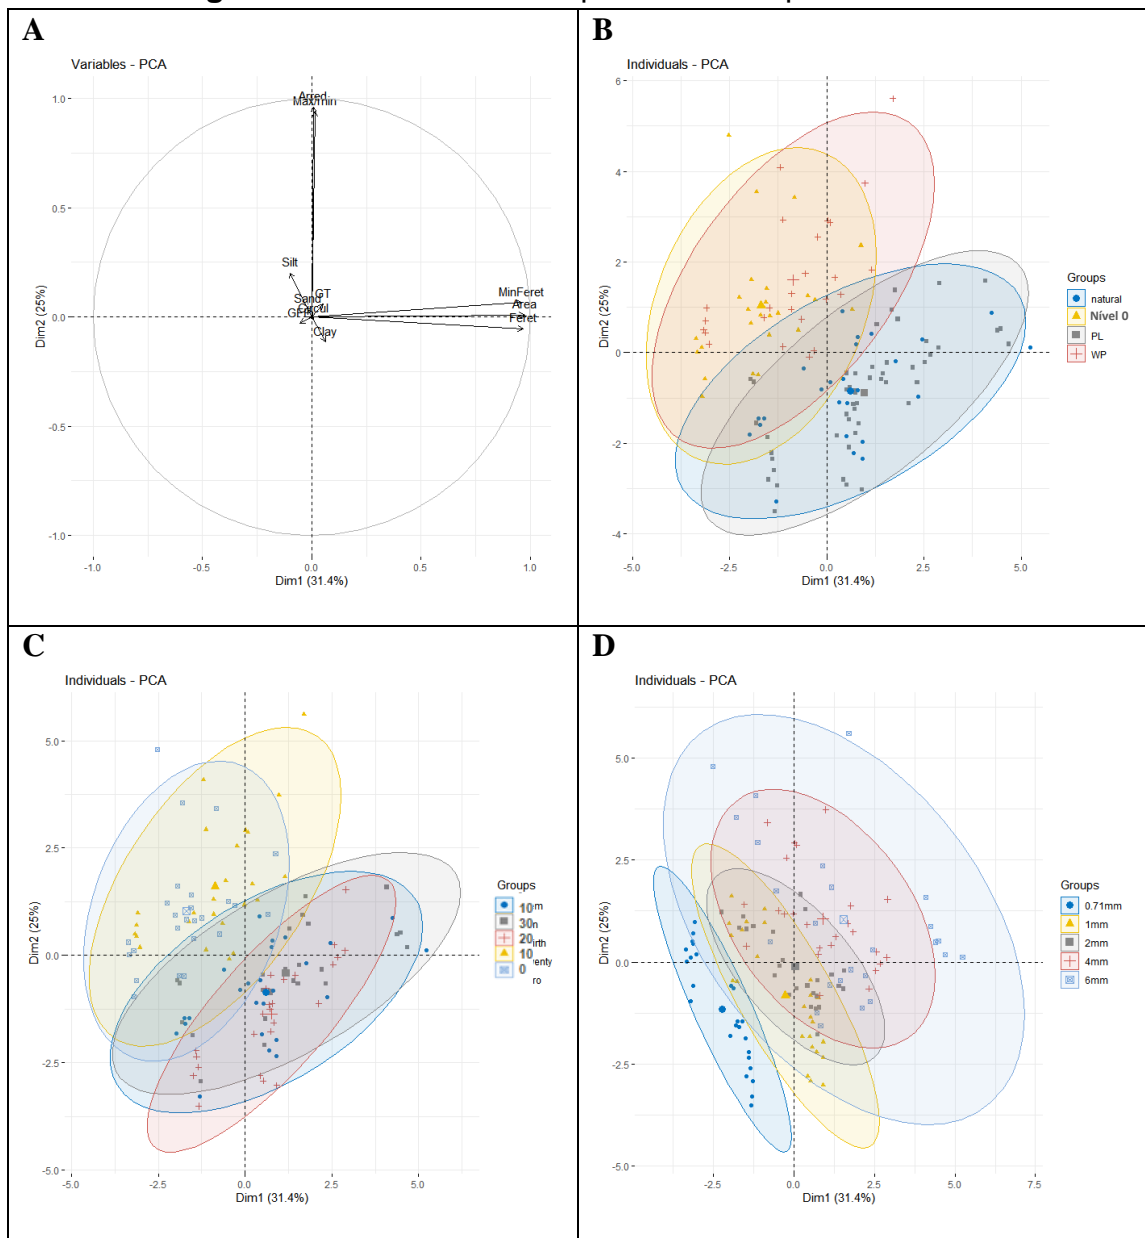 A
Variables - PCA
Arred
Max/min
Silt
GT
Sand
Circul
Clay
MinFeret
Area
Feret
1.0
0.5
0.0
-0.5
-1.0
-1.0
-0.5
0.0
0.5
1.0
Dim1 (31.4%)
Dim2 (25%)
B
Individuals - PCA
6
4
2
0
-2
-4
-5.0
-2.5
0.0
2.5
5.0
Dim1 (31.4%)
Dim2 (25%)
Groups
natural
Nível 0
PL
WP
C
Individuals - PCA
5.0
2.5
0.0
-2.5
-5.0
-5.0
-2.5
0.0
2.5
5.0
Dim1 (31.4%)
Dim2 (25%)
Groups
10
30
20
10
0
D
Individuals - PCA
5.0
2.5
0.0
-2.5
-5.0
-2.5
0.0
2.5
5.0
7.5
Dim1 (31.4%)
Dim2 (25%)
Groups
0.71mm
1mm
2mm
4mm
6mm